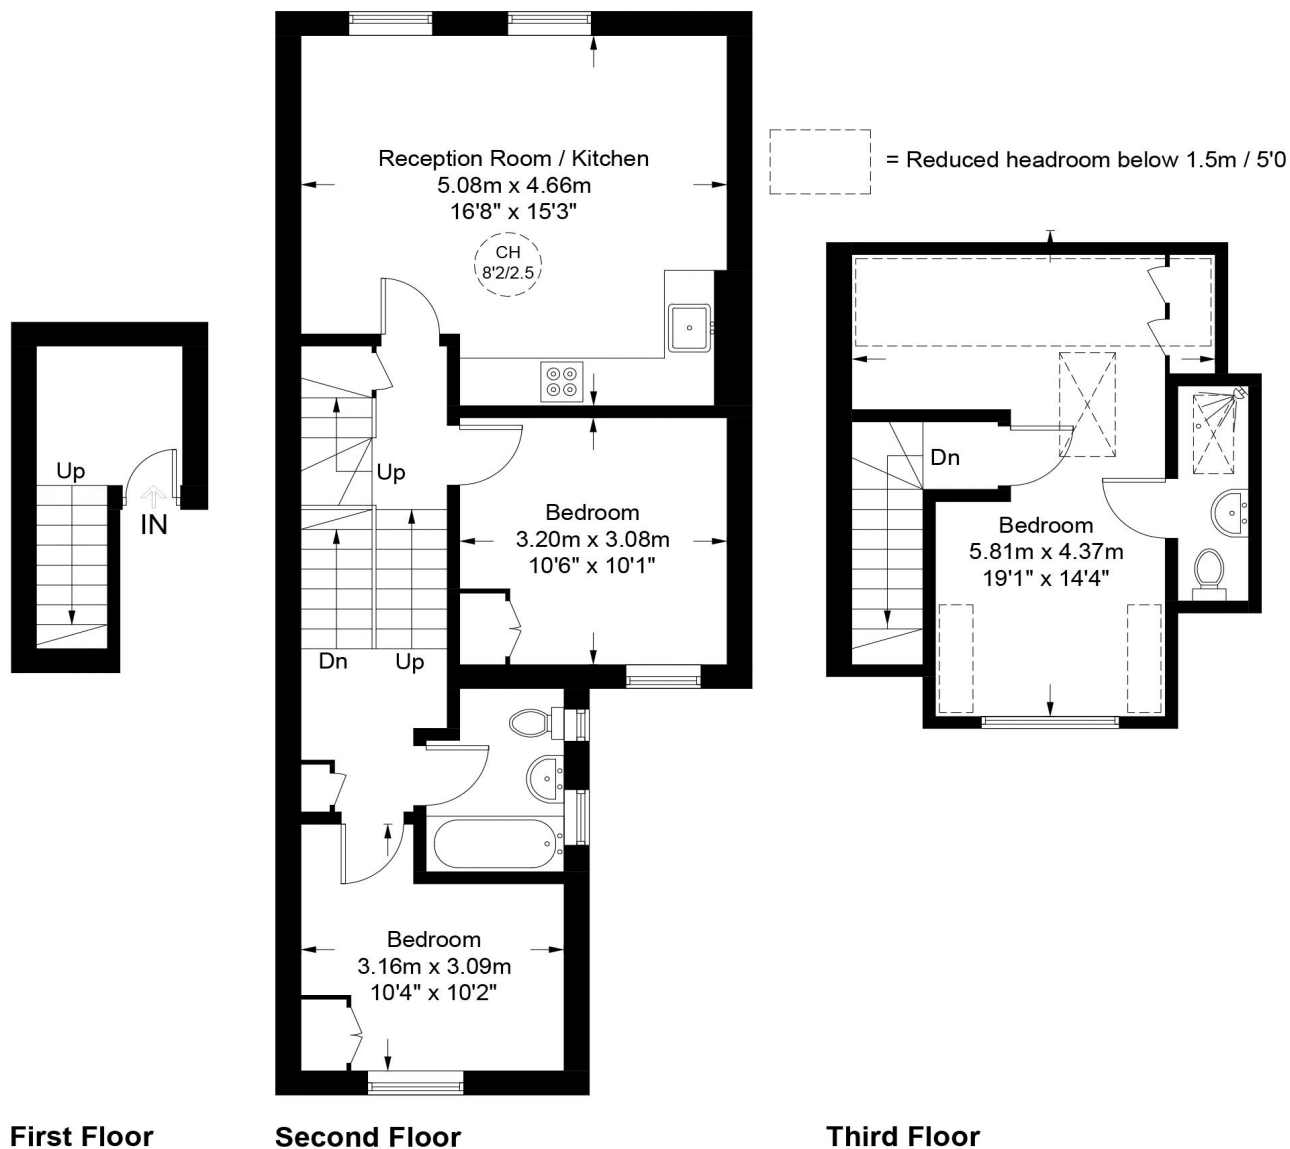 Reception Room / Kitchen
5.08m x 4.66m
16'8" x 15'3"
CH
8'2/2.5
= Reduced headroom below 1.5m / 5'0
Up
IN
Up
Bedroom
3.20m x 3.08m
10'6" x 10'1"
Dn
Up
Dn
Bedroom
5.81m x 4.37m
19'1" x 14'4"
Bedroom
3.16m x 3.09m
10'4" x 10'2"
First Floor
Second Floor
Third Floor